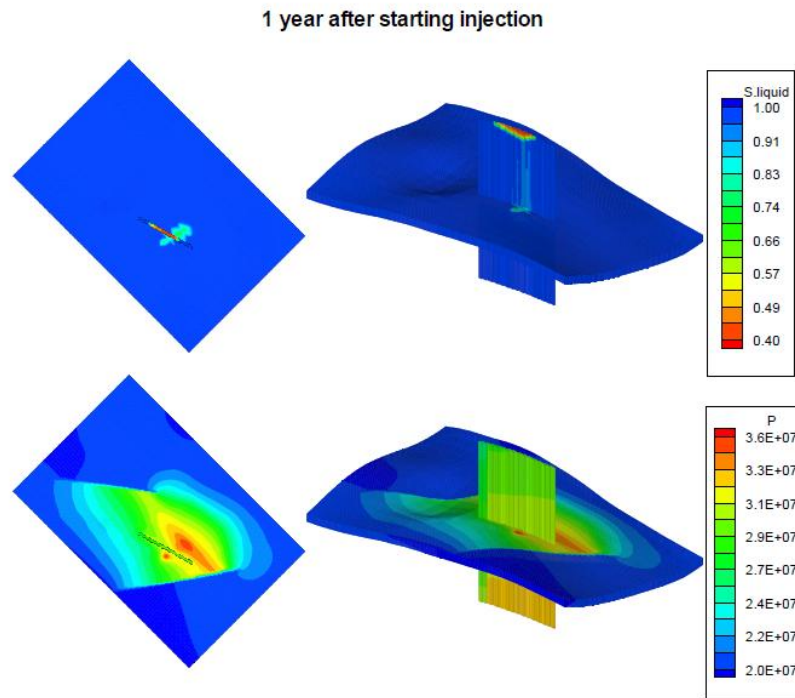 1 year after starting injection
S.liquid
1.00
0.91
0.83
0.74
0.66
0.57
0.49
0.40
P
3.6E+07
3.3E+07
3.1E+07
2.9E+07
2.7E+07
2.4E+07
2.2E+07
2.0E+07